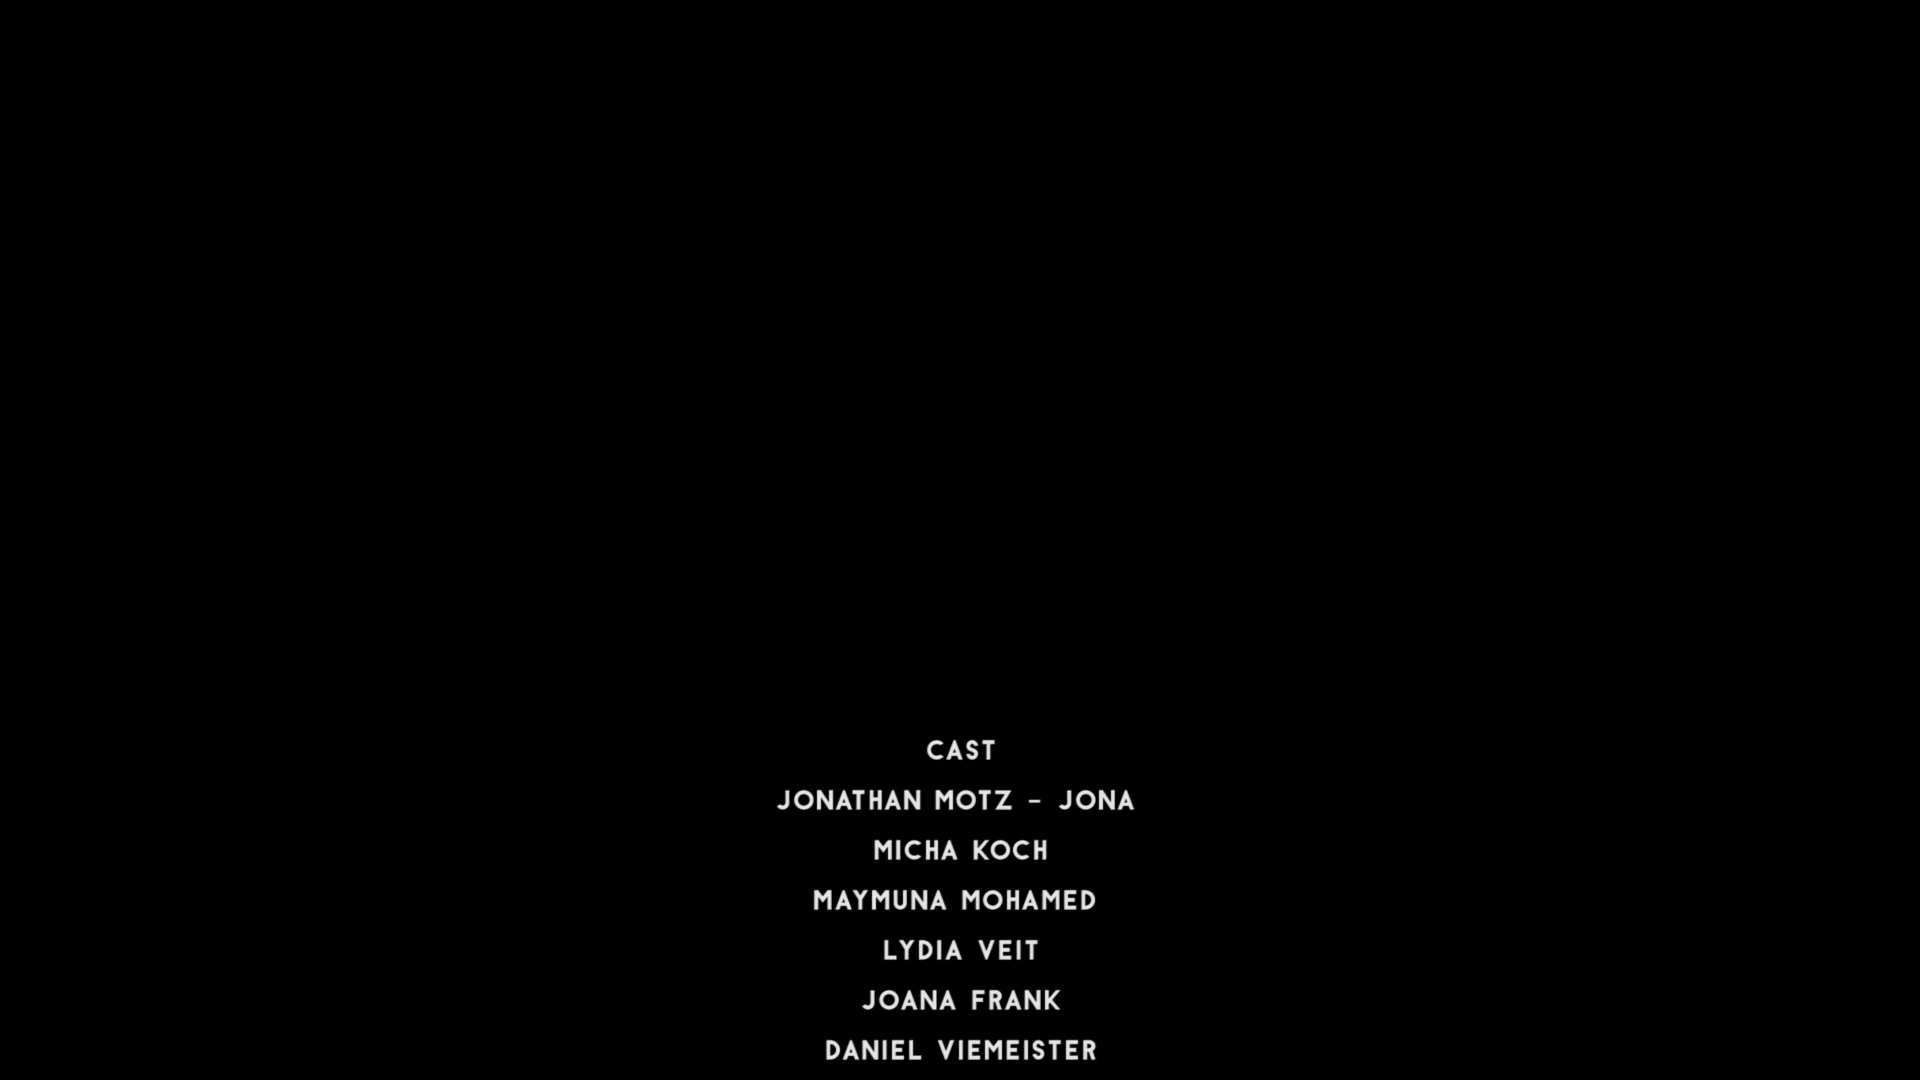 CAST
JONATHAN MOTZ - JONA
MICHA KOCH
MAYMUNA MOHAMED
LYDIA VEIT
JOANA FRANK
DANIEL VIEMEISTER